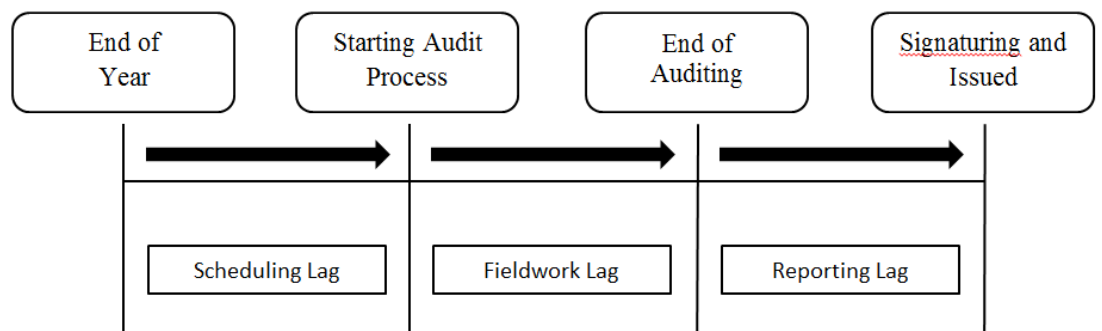 End of
Year
Starting Audit
Process
End of
Auditing
Signaturing and
Issued
Scheduling Lag
Fieldwork Lag
Reporting Lag